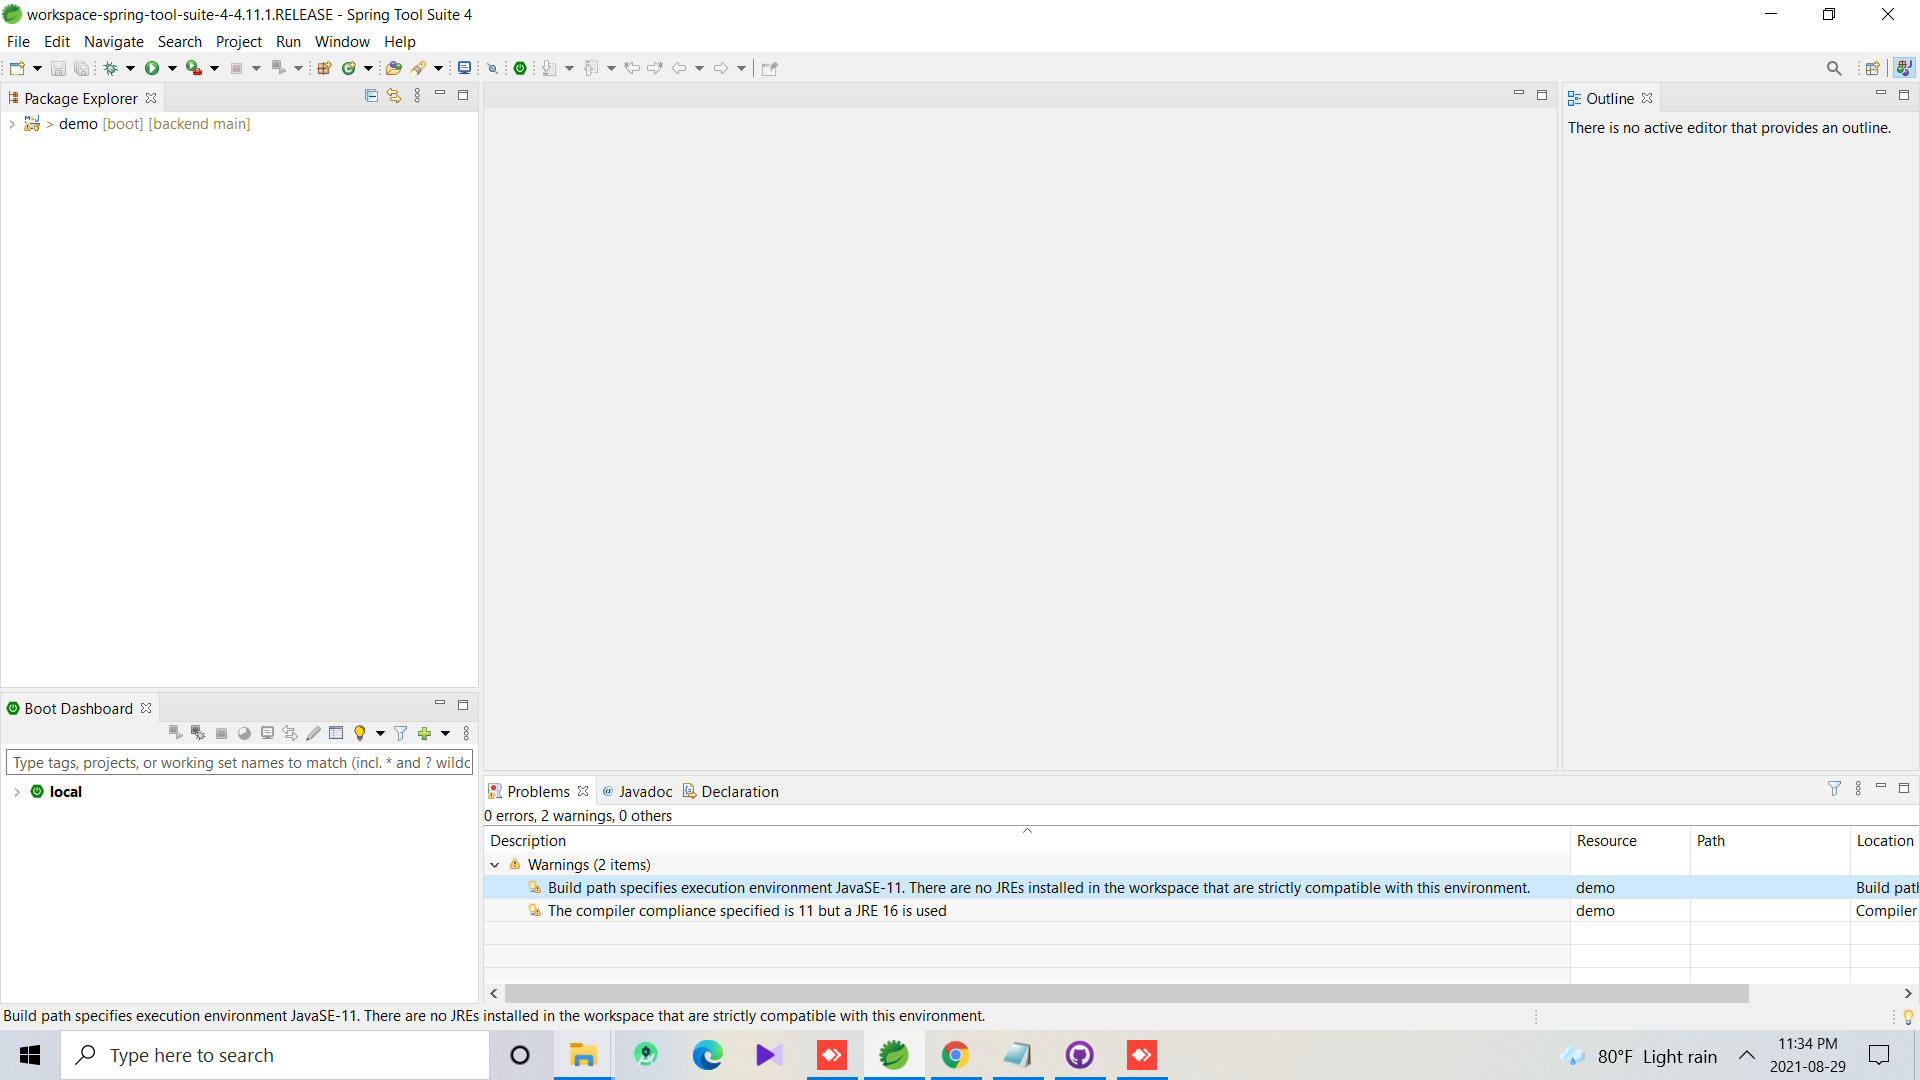 workspace-spring-tool-suite-4-4.11.1.RELEASE - Spring Tool Suite 4
File Edit Navigate Search Project Run Window Help
Package Explorer
> demo [boot] [backend main]
Outline
There is no active editor that provides an outline.
Boot Dashboard
Type tags, projects, or working set names to match (incl. * and ? wildc
local
Problems @ Javadoc Declaration
0 errors, 2 warnings, 0 others
Description Resource Path Location
Warnings (2 items)
Build path specifies execution environment JavaSE-11. There are no JREs installed in the workspace that are strictly compatible with this environment. demo Build path
The compiler compliance specified is 11 but a JRE 16 is used demo Compiler
Build path specifies execution environment JavaSE-11. There are no JREs installed in the workspace that are strictly compatible with this environment.
Type here to search
80°F Light rain
11:34 PM
2021-08-29